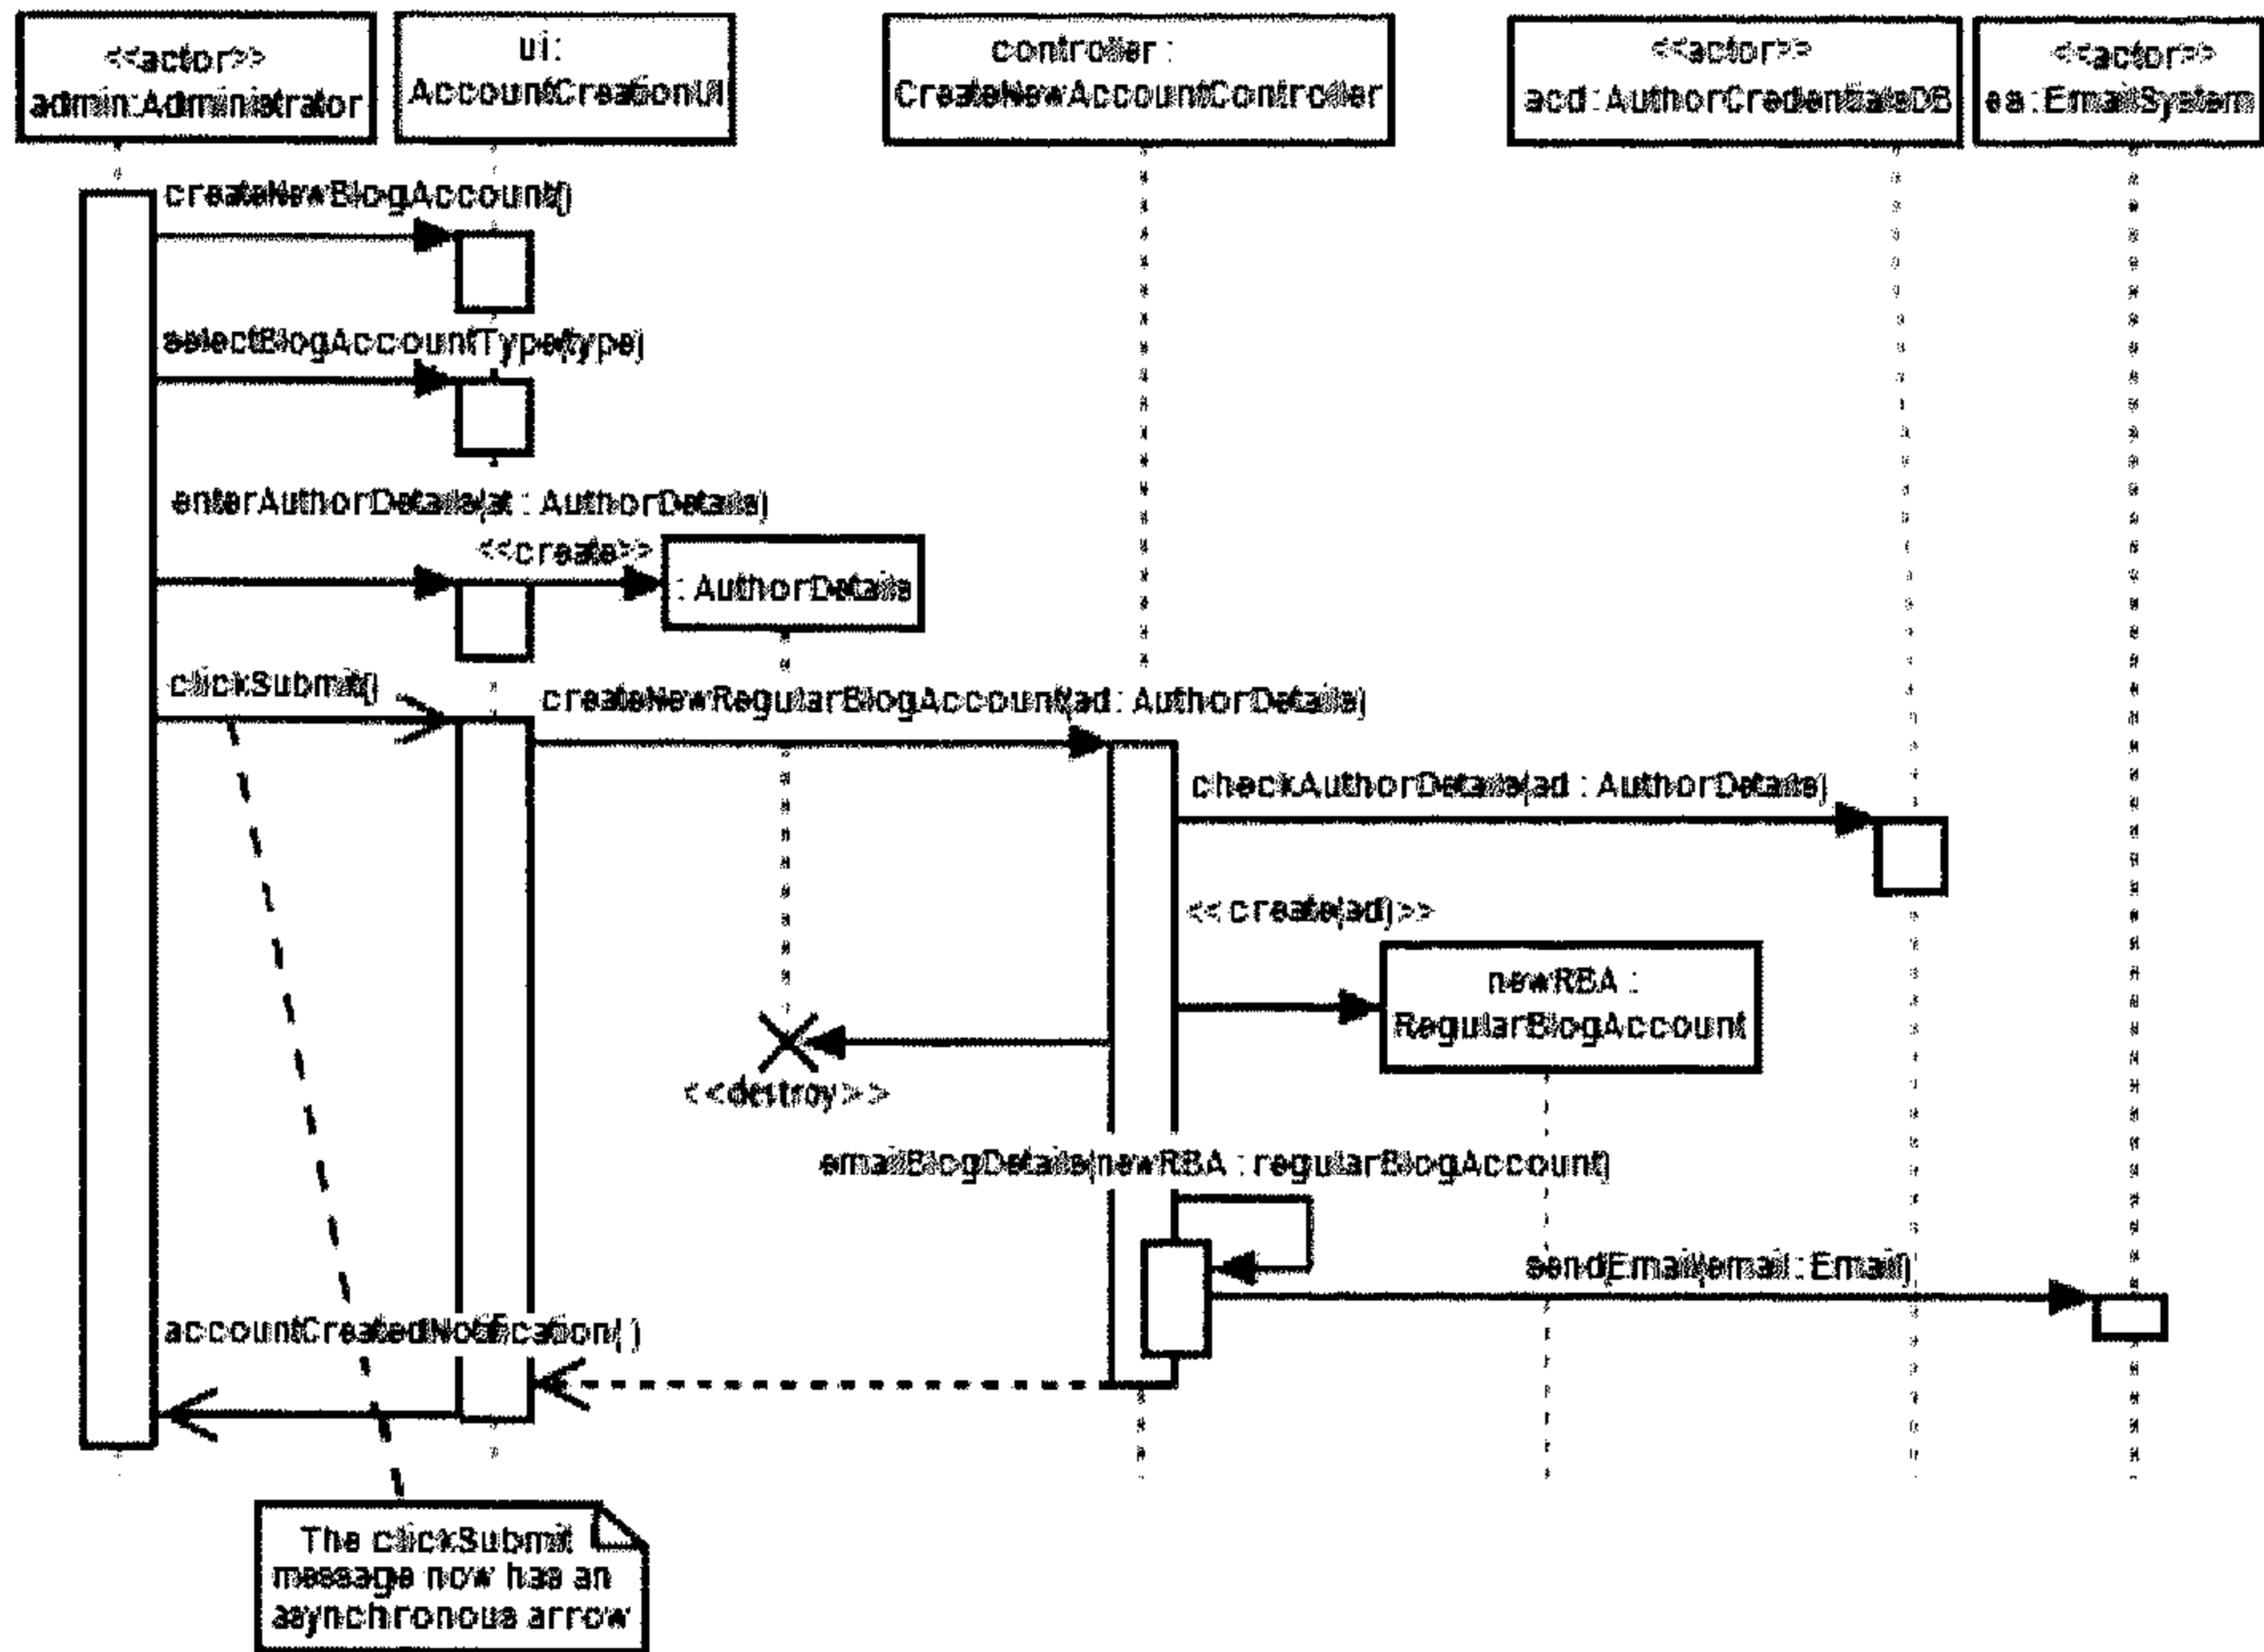 <<actor>>
admin:Administrator
ui:
AccountCreationUI
controller :
CreateNewAccountController
<<actor>>
acd : AuthorCredentialsDB
<<actor>>
es : EmailSystem
createNewBlogAccount()
selectBlogAccountType(type)
enterAuthorDetails(at : AuthorDetails)
<<create>>
: AuthorDetails
clickSubmit()
createNewRegularBlogAccount(ad : AuthorDetails)
checkAuthorDetails(ad : AuthorDetails)
<< create(ad) >>
newRBA :
RegularBlogAccount
<<destroy>>
emailBlogDetails(newRBA : regularBlogAccount)
sendEmail(email : Email)
accountCreatedNotification()
The clickSubmit
message now has an
asynchronous arrow